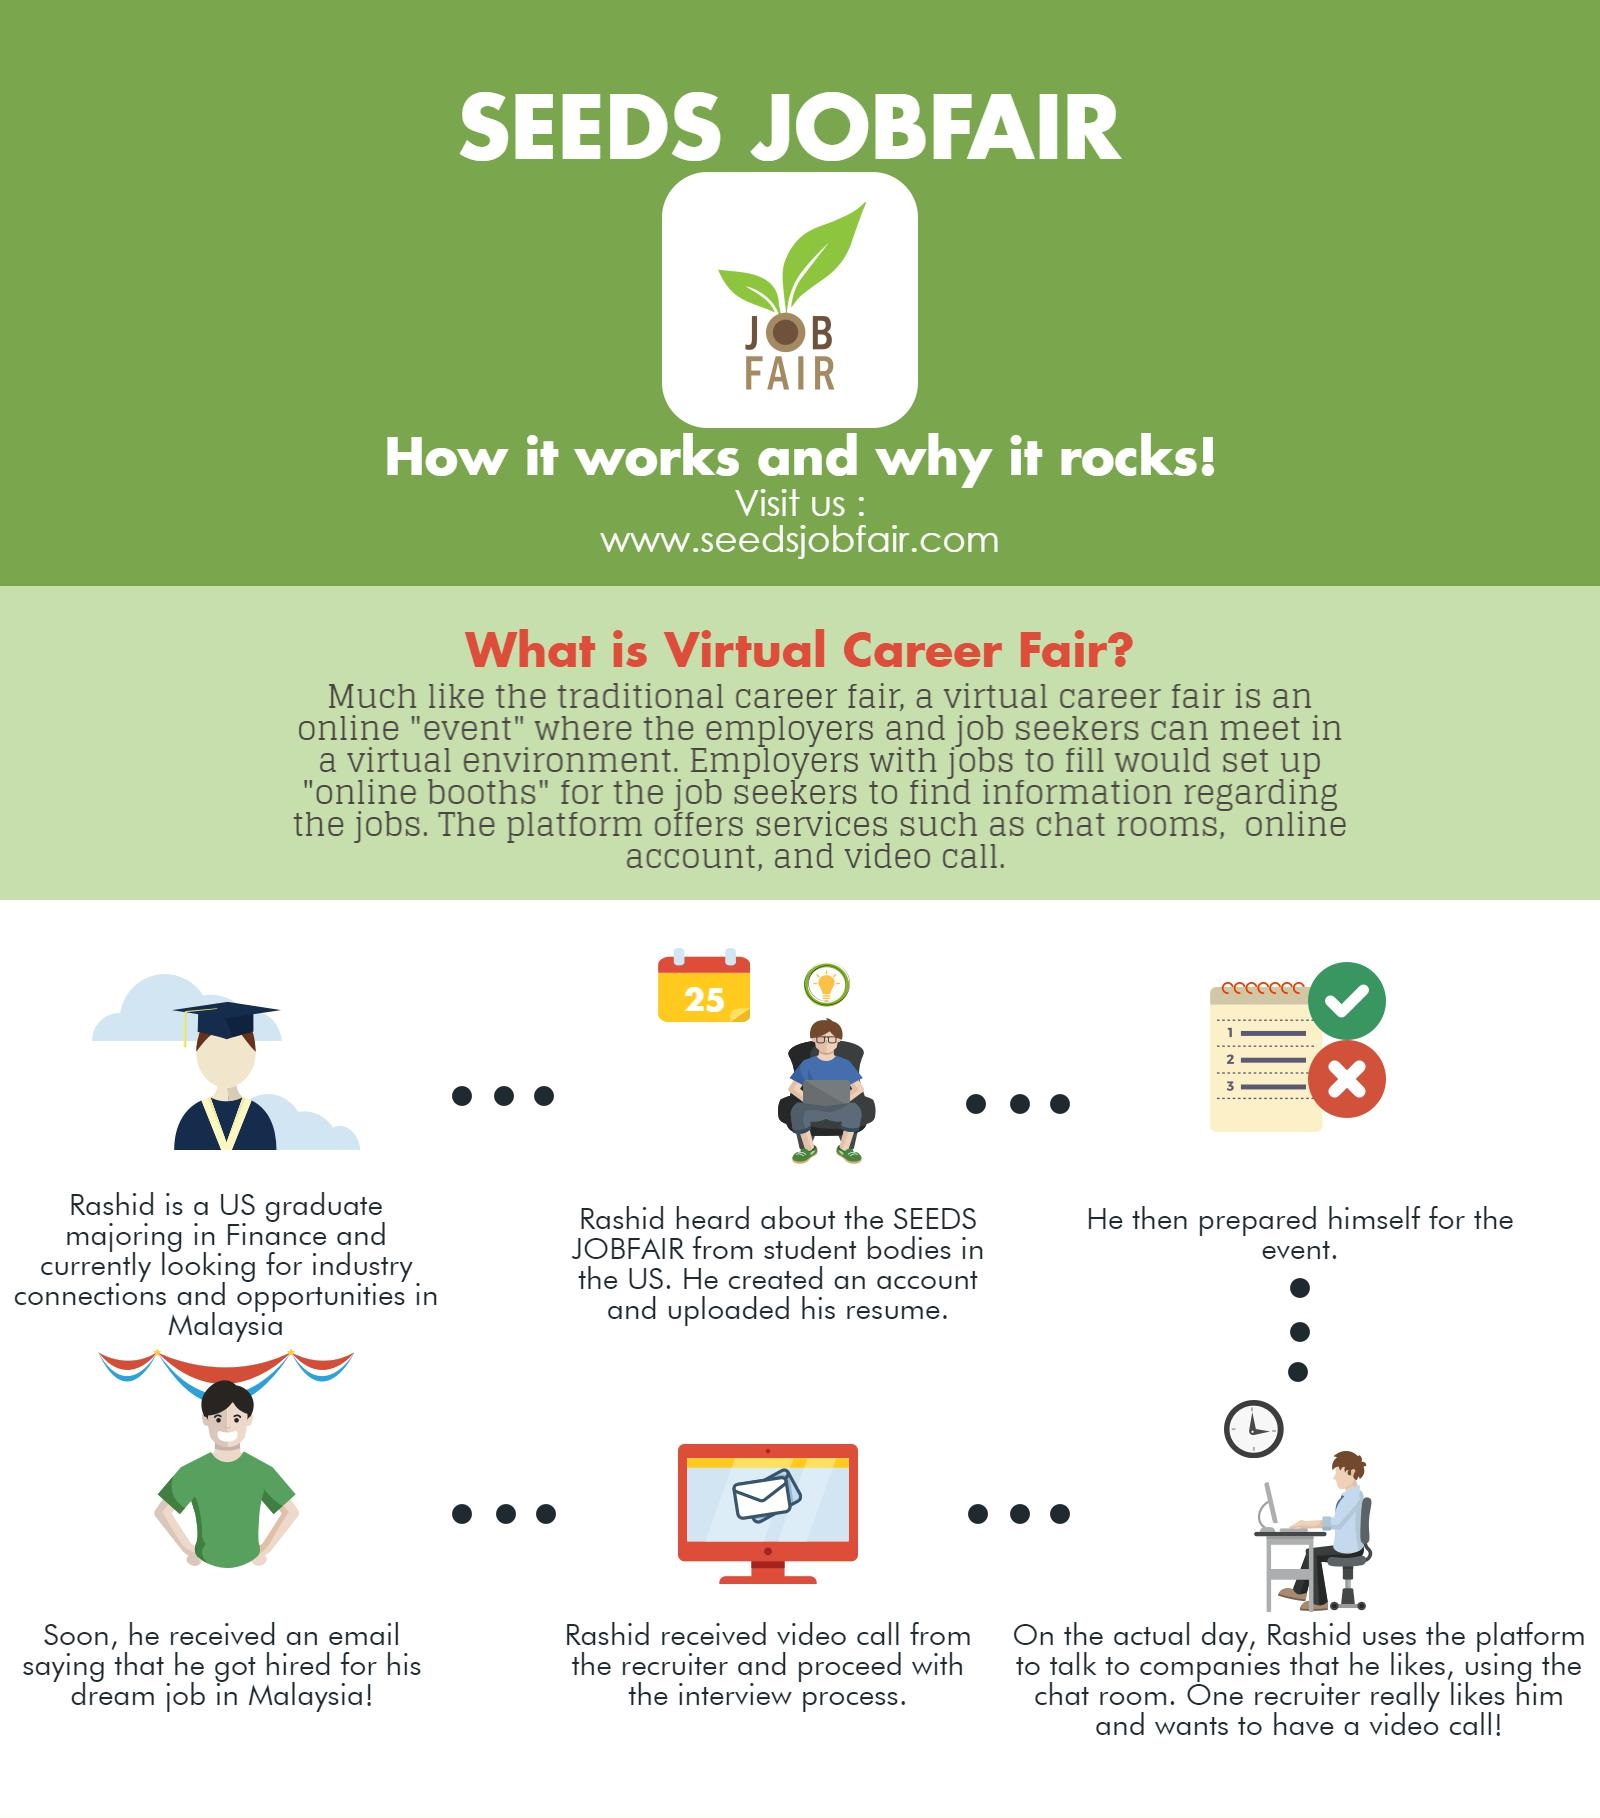 SEEDS JOBFAIR
JOB
FAIR
How it works and why it rocks!
Visit us :
www.seedsjobfair.com
What is Virtual Career Fair?
Much like the traditional career fair, a virtual career fair is an
online "event" where the employers and job seekers can meet in
a virtual environment. Employers with jobs to fill would set up
"online booths" for the job seekers to find information regarding
the jobs. The platform offers services such as chat rooms,  online
account, and video call.
25
1
2
3
Rashid is a US graduate
majoring in Finance and
currently looking for industry
connections and opportunities in
Malaysia
Rashid heard about the SEEDS
JOBFAIR from student bodies in
the US. He created an account
and uploaded his resume.
He then prepared himself for the
event.
On the actual day, Rashid uses the platform
to talk to companies that he likes, using the
chat room. One recruiter really likes him
and wants to have a video call!
Rashid received video call from
the recruiter and proceed with
the interview process.
Soon, he received an email
saying that he got hired for his
dream job in Malaysia!